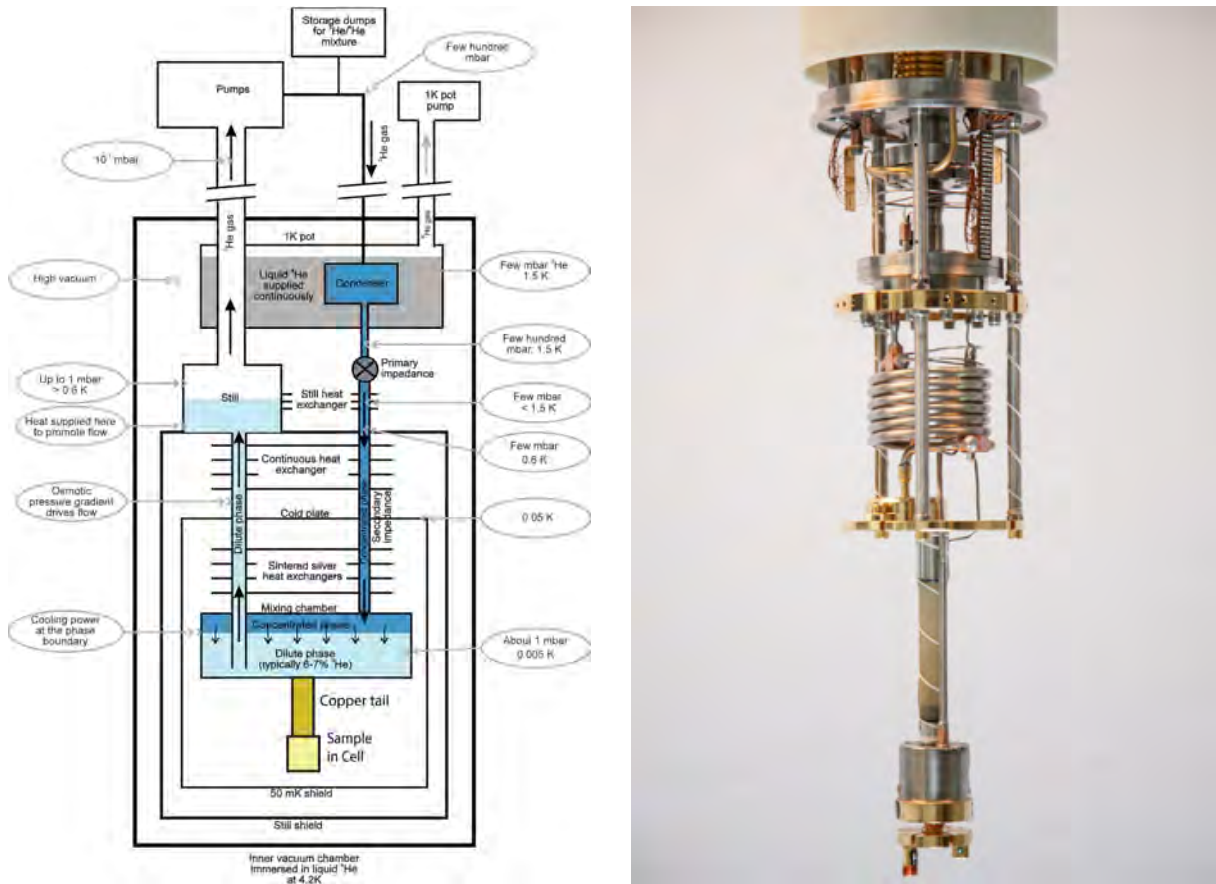 Storage dumps
for ³He/⁴He
mixture
Few hundred
mbar
Pumps
1K pot
pump
10⁻¹ mbar
³He gas
³He gas
⁴He gas
1K pot
High vacuum
Liquid ⁴He
supplied
continuously
Condenser
Few mbar ⁴He
1.5 K
Few hundred
mbar, 1.5 K
Primary
impedance
Up to 1 mbar
> 0.6 K
Still
Still heat
exchanger
Few mbar
< 1.5 K
Heat supplied here
to promote flow
Few mbar
0.6 K
Continuous heat
exchanger
Osmotic
pressure gradient
drives flow
Dilute phase
Concentrated phase
Secondary
impedance
Cold plate
0.05 K
Sintered silver
heat exchangers
Mixing chamber
Cooling power
at the phase
boundary
Concentrated phase
Dilute phase
(typically 6-7% ³He)
About 1 mbar
0.005 K
Copper tail
Sample
in Cell
50 mK shield
Still shield
Inner vacuum chamber
Immersed in liquid ⁴He
at 4.2K